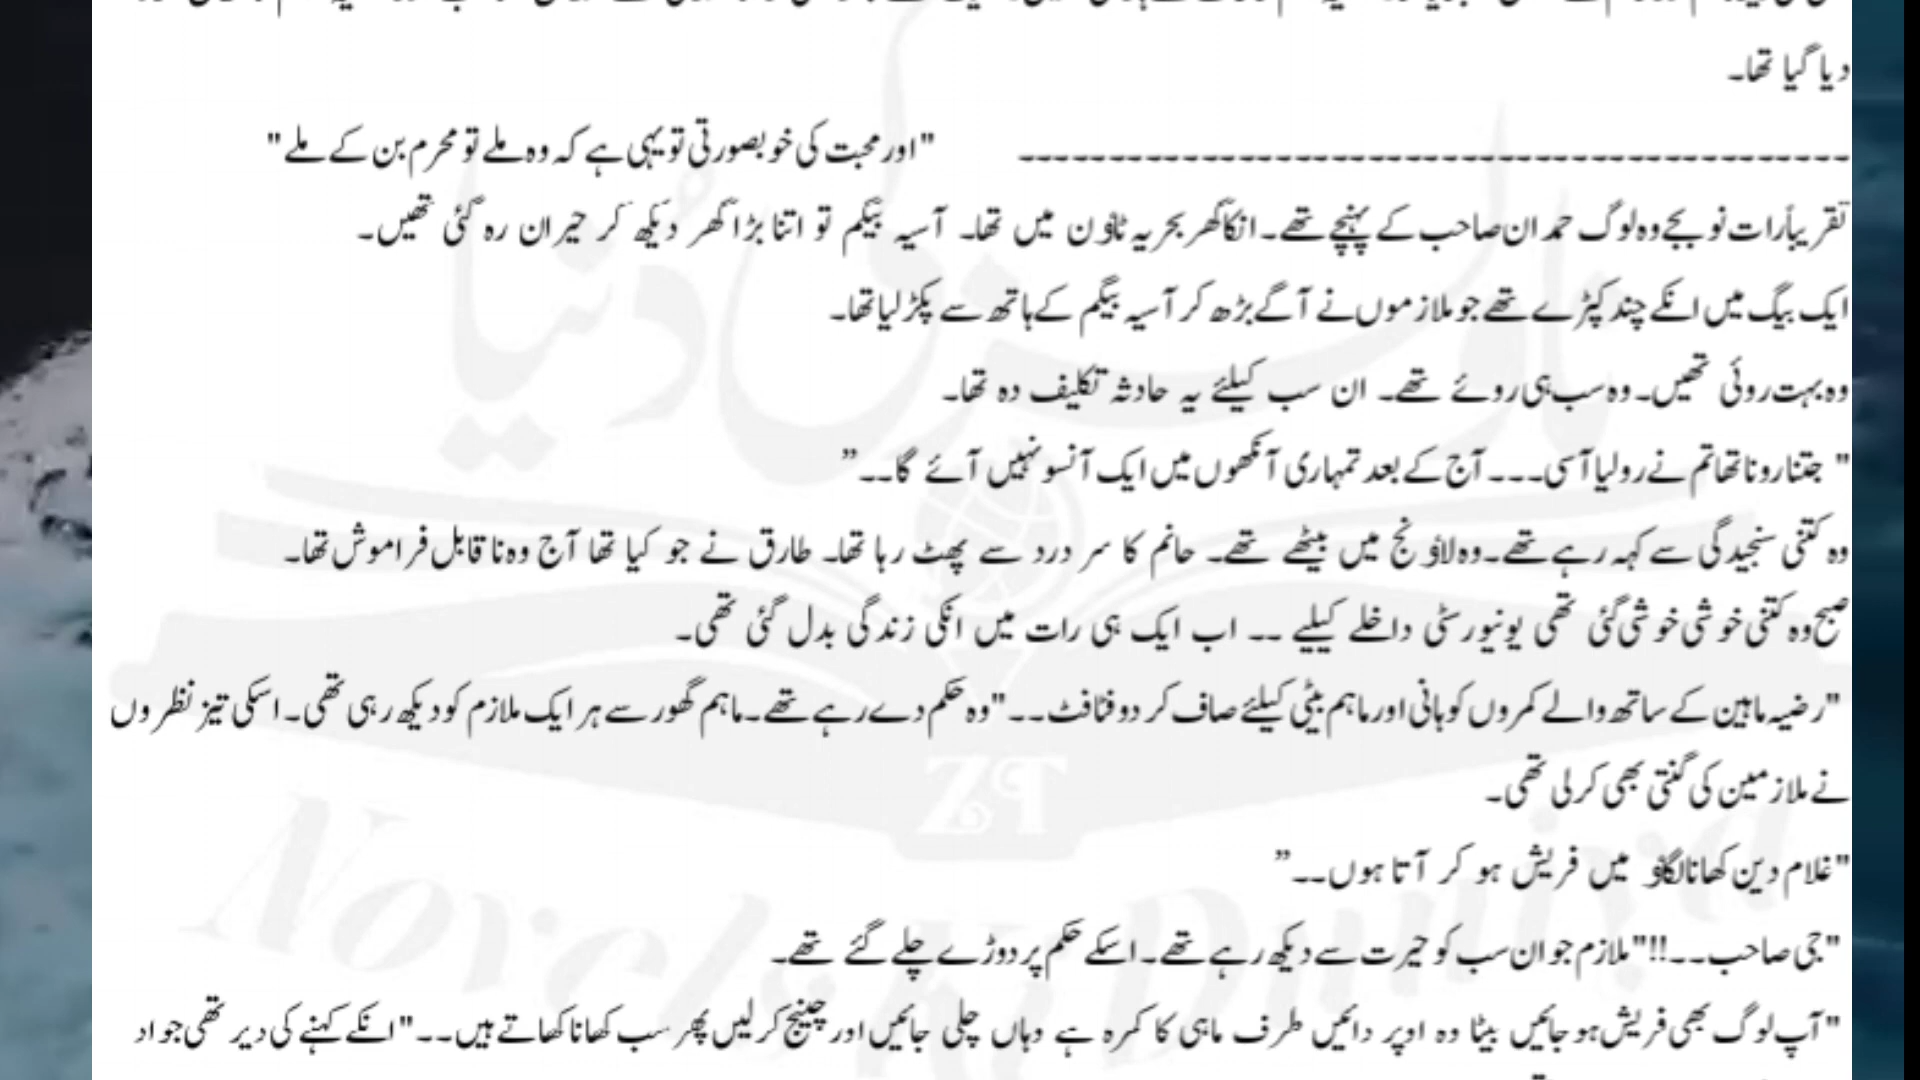 دیا گیا تھا۔
-------------------------------------------- "اور محبت کی خوبصورتی تو یہی ہے کہ وہ ملے تو محرم بن کے ملے"
تقریباً رات نو بجے وہ لوگ حمدان صاحب کے پہنچے تھے۔انکا گھر بحریہ ٹاؤن میں تھا۔ آسیہ بیگم تو اتنا بڑا گھر دیکھ کر حیران رہ گئی تھیں۔
ایک بیگ میں انکے چند کپڑے تھے جو ملازموں نے آگے بڑھ کر آسیہ بیگم کے ہاتھ سے پکڑ لیا تھا۔
وہ بہت روئی تھیں۔وہ سب ہی روئے تھے۔ ان سب کیلئے یہ حادثہ تکلیف دہ تھا۔
" جتنا رونا تھا تم نے رو لیا آسی۔۔۔آج کے بعد تمہاری آنکھوں میں ایک آنسو نہیں آئے گا۔۔”
وہ کتنی سنجیدگی سے کہہ رہے تھے۔وہ لاؤنج میں بیٹھے تھے۔ حانم کا سر درد سے پھٹ رہا تھا۔ طارق نے جو کیا تھا آج وہ ناقابل فراموش تھا۔
صبح وہ کتنی خوشی خوشی گئی تھی یونیورسٹی داخلے کیلیے ۔۔ اب ایک ہی رات میں انکی زندگی بدل گئی تھی۔
"رضیہ ماہین کے ساتھ والے کمروں کو ہانی اور ماہم بیٹی کیلئے صاف کر دو فٹافٹ۔۔"وہ حکم دے رہے تھے۔ماہم گھور سے ہر ایک ملازم کو دیکھ رہی تھی۔اسکی تیز نظروں
نے ملازمین کی گنتی بھی کر لی تھی۔
"غلام دین کھانا لگاؤ میں فریش ہو کر آتا ہوں۔۔”
"جی صاحب۔۔!!"ملازم جو ان سب کو حیرت سے دیکھ رہے تھے۔اسکے حکم پر دوڑے چلے گئے تھے۔
"آپ لوگ بھی فریش ہو جائیں بیٹا وہ اوپر دائیں طرف ماہی کا کمرہ ہے وہاں چلی جائیں اور چینج کر لیں پھر سب کھانا کھاتے ہیں۔۔"انکے کہنے کی دیر تھی جواد
ناولز کی دُنیا
ZT
Novels Ki Duniya